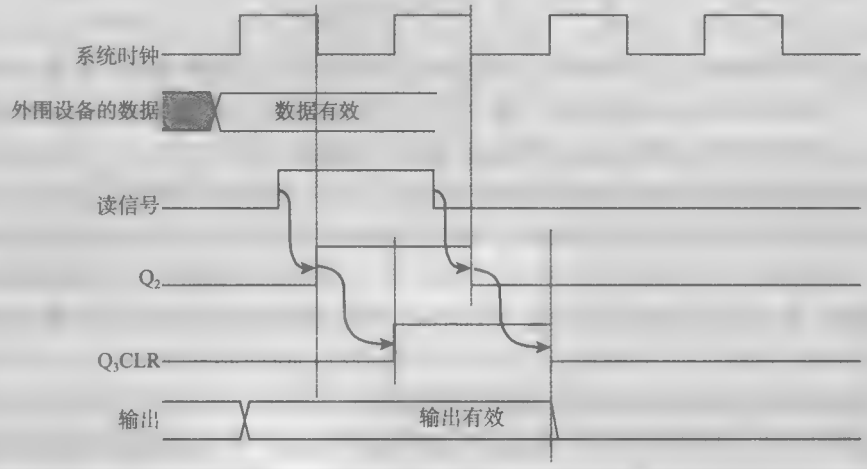 系统时钟
外围设备的数据
数据有效
读信号
Q₂
Q₃CLR
输出
输出有效